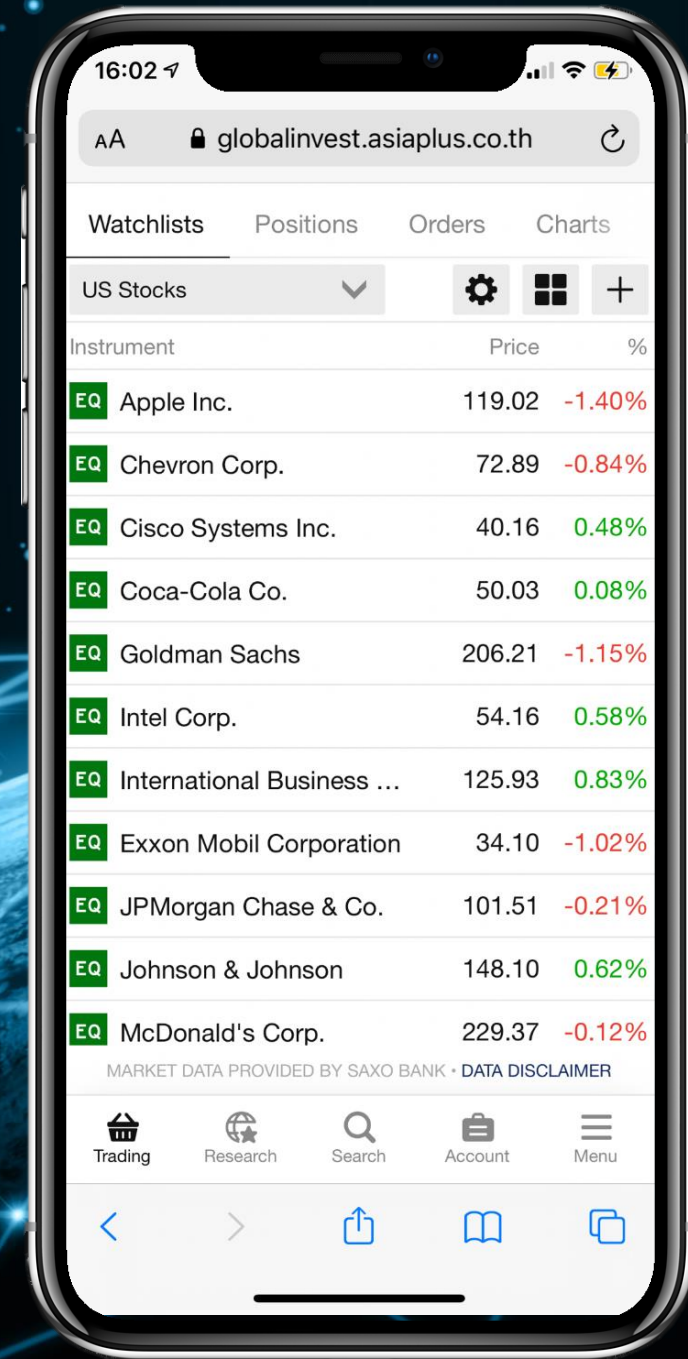 16:02
AA globalinvest.asiaplus.co.th
Watchlists Positions Orders Charts
US Stocks
Instrument Price %
EQ Apple Inc. 119.02 -1.40%
EQ Chevron Corp. 72.89 -0.84%
EQ Cisco Systems Inc. 40.16 0.48%
EQ Coca-Cola Co. 50.03 0.08%
EQ Goldman Sachs 206.21 -1.15%
EQ Intel Corp. 54.16 0.58%
EQ International Business ... 125.93 0.83%
EQ Exxon Mobil Corporation 34.10 -1.02%
EQ JPMorgan Chase & Co. 101.51 -0.21%
EQ Johnson & Johnson 148.10 0.62%
EQ McDonald's Corp. 229.37 -0.12%
MARKET DATA PROVIDED BY SAXO BANK • DATA DISCLAIMER
Trading Research Search Account Menu